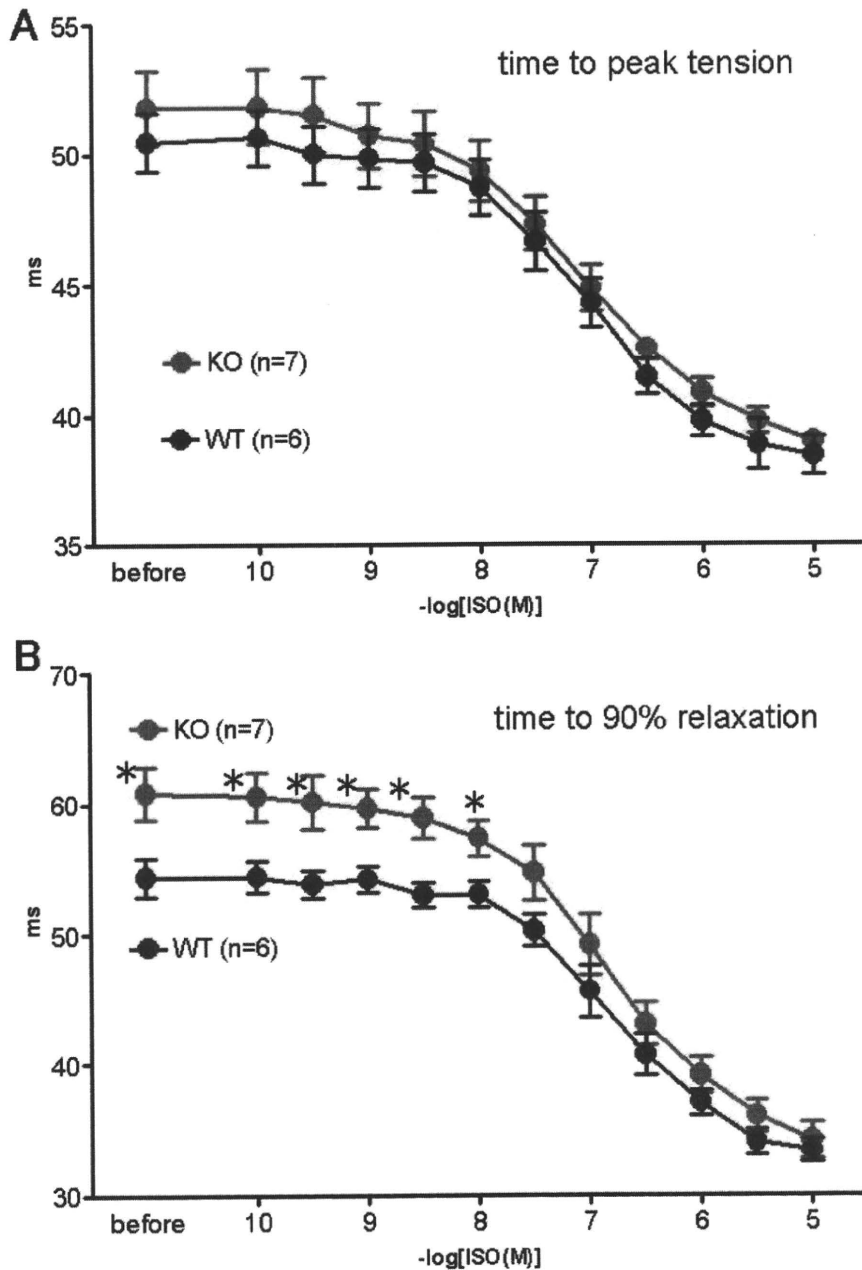 A
time to peak tension
55
50
45
40
35
ms
KO (n=7)
WT (n=6)
before 10 9 8 7 6 5
-log[ISO(M)]
B
time to 90% relaxation
70
60
50
40
30
ms
KO (n=7)
* * * * * *
WT (n=6)
before 10 9 8 7 6 5
-log[ISO(M)]